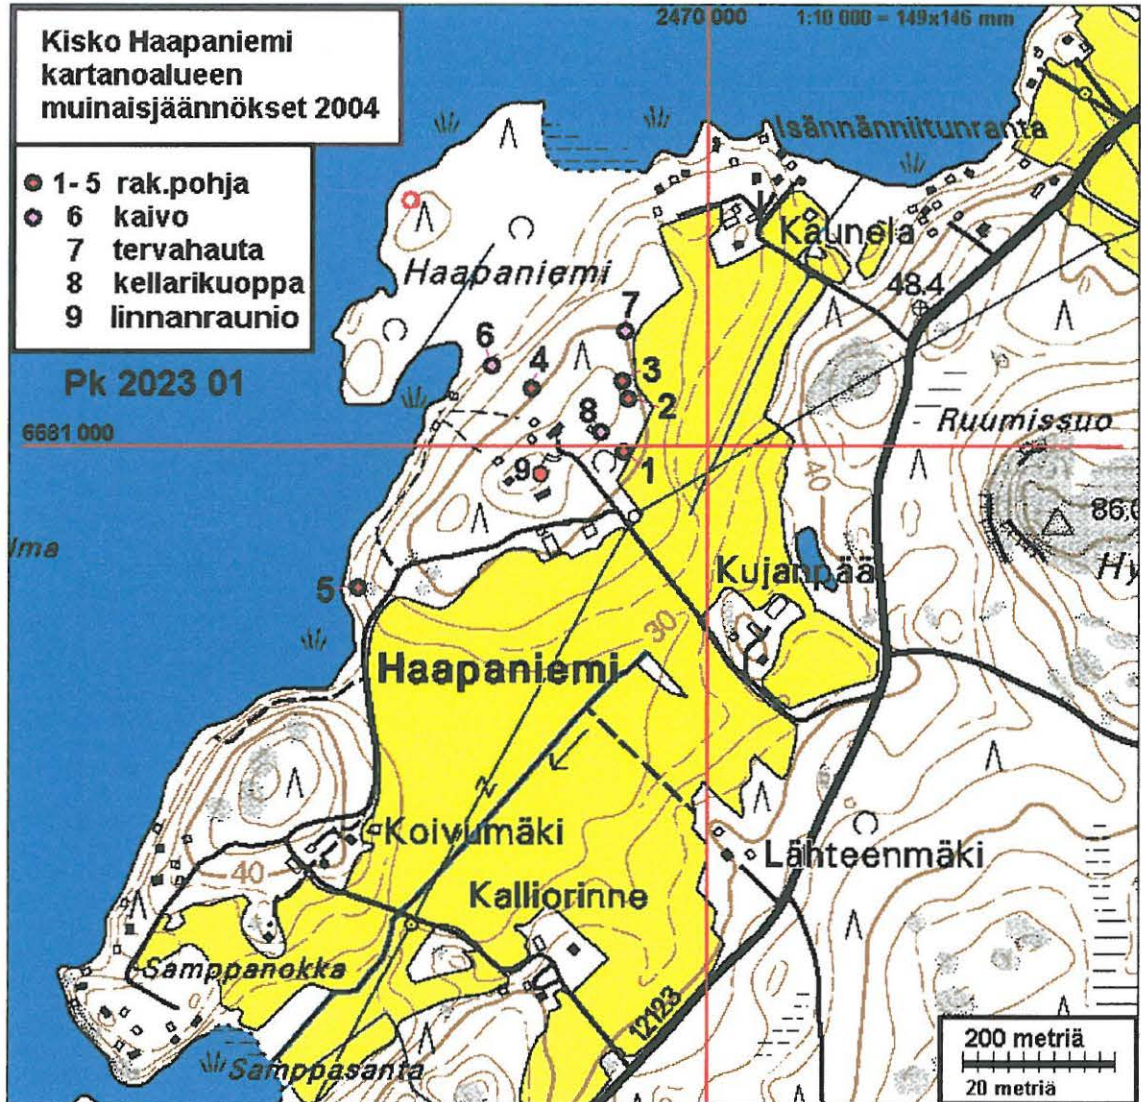 2470 000 1:10 000 = 149x146 mm
Kisko Haapaniemi
kartanoalueen
muinaisjäännökset 2004
1-5 rak.pohja
6 kaivo
7 tervahauta
8 kellarikuoppa
9 linnanraunio
Pk 2023 01
6681 000
Isännänniitunranta
Kaunela
Haapaniemi
48.4
7
6
4
3
2
8
1
9
Ruumissuo
40
86.
lma
Hy
5
Kujanpää
30
Haapaniemi
Koivumäki
40
Lähteenmäki
Kalliorinne
Samppanokka
12123
Samppasanta
200 metriä
20 metriä